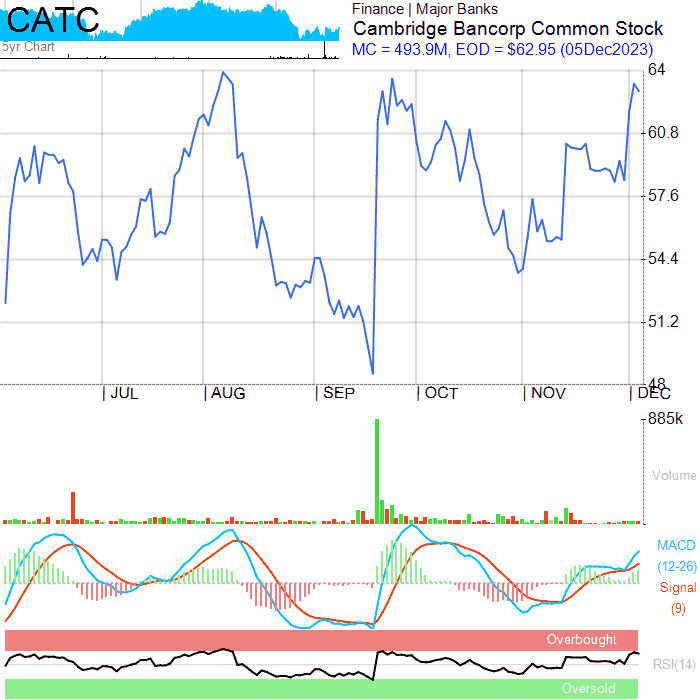 CATC
5yr Chart
Finance | Major Banks
Cambridge Bancorp Common Stock
MC = 493.9M, EOD = $62.95 (05Dec2023)
64
60.8
57.6
54.4
51.2
48
JUL AUG SEP OCT NOV DEC
885k
Volume
MACD
(12-26)
Signal
(9)
Overbought
RSI(14)
Oversold